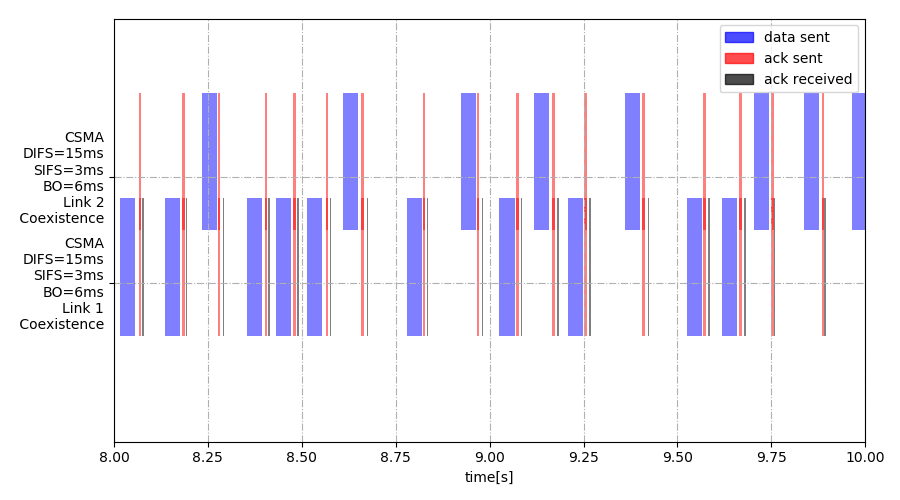 data sent
ack sent
ack received
CSMA
DIFS=15ms
SIFS=3ms
BO=6ms
Link 2
Coexistence
CSMA
DIFS=15ms
SIFS=3ms
BO=6ms
Link 1
Coexistence
8.00 8.25 8.50 8.75 9.00 9.25 9.50 9.75 10.00
time[s]